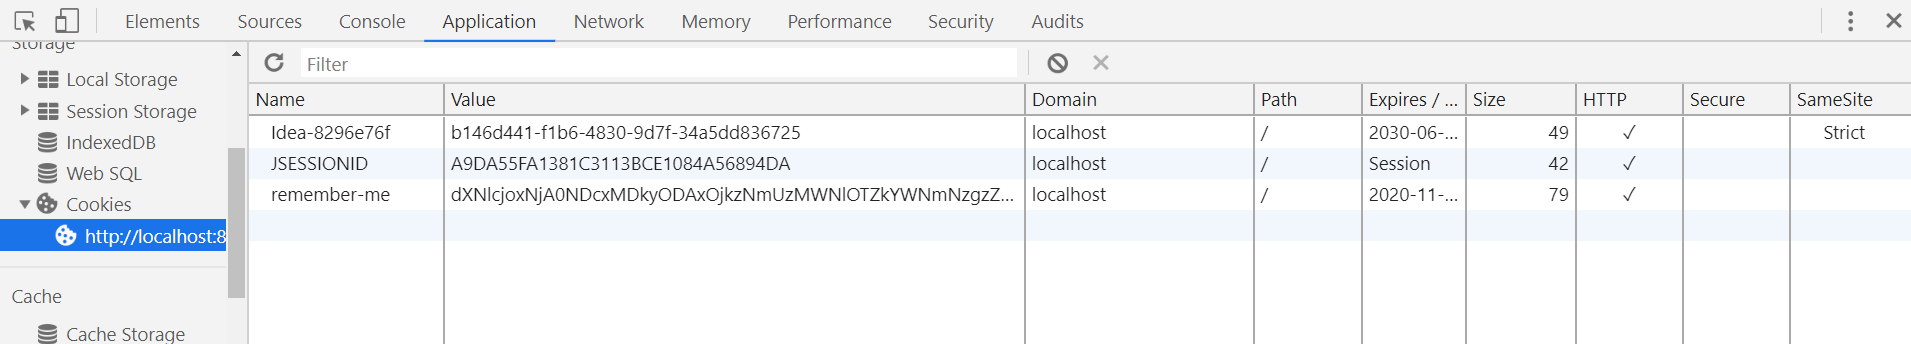 Elements Sources Console Application Network Memory Performance Security Audits
Storage
Filter
Local Storage
Session Storage
IndexedDB
Web SQL
Cookies
http://localhost:8
Cache
Cache Storage
Name Value Domain Path Expires / ... Size HTTP Secure SameSite
Idea-8296e76f b146d441-f1b6-4830-9d7f-34a5dd836725 localhost / 2030-06-... 49 ✓ Strict
JSESSIONID A9DA55FA1381C3113BCE1084A56894DA localhost / Session 42 ✓
remember-me dXNlcjoxNjA0NDcxMDkyODAxOjkzNmUzMWNlOTZkYWNmNzgzZ... localhost / 2020-11-... 79 ✓